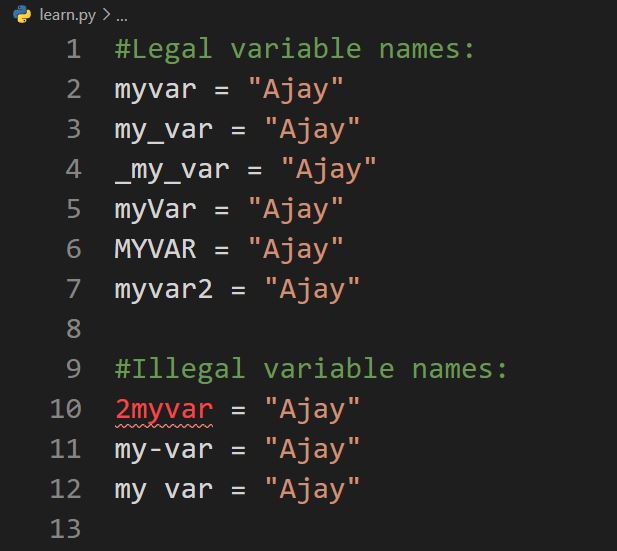 learn.py > ...
1 #Legal variable names:
2 myvar = "Ajay"
3 my_var = "Ajay"
4 _my_var = "Ajay"
5 myVar = "Ajay"
6 MYVAR = "Ajay"
7 myvar2 = "Ajay"
8
9 #Illegal variable names:
10 2myvar = "Ajay"
11 my-var = "Ajay"
12 my var = "Ajay"
13